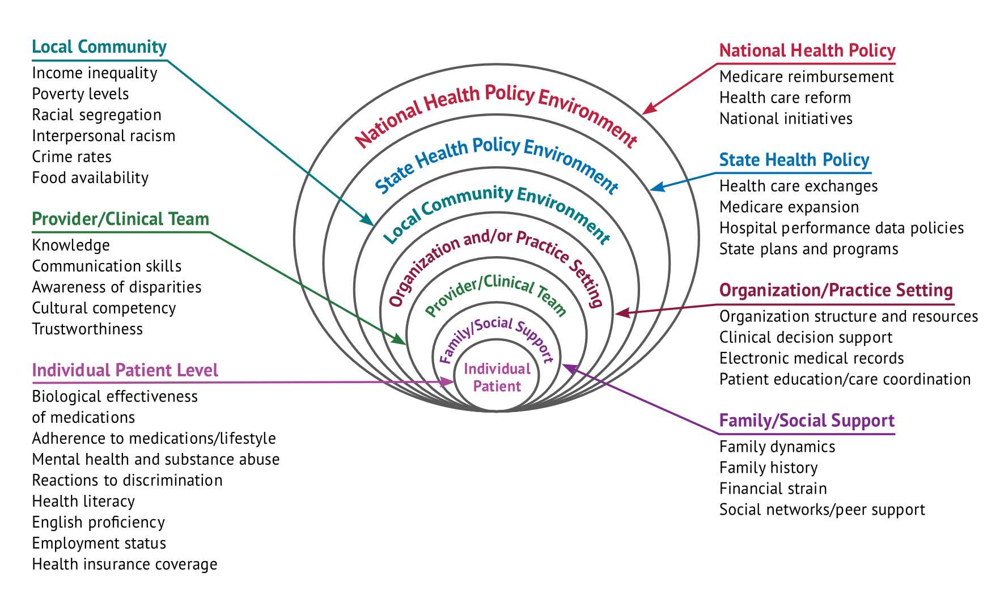 Local Community
Income inequality
Poverty levels
Racial segregation
Interpersonal racism
Crime rates
Food availability
Provider/Clinical Team
Knowledge
Communication skills
Awareness of disparities
Cultural competency
Trustworthiness
Individual Patient Level
Biological effectiveness
of medications
Adherence to medications/lifestyle
Mental health and substance abuse
Reactions to discrimination
Health literacy
English proficiency
Employment status
Health insurance coverage
National Health Policy Environment
State Health Policy Environment
Local Community Environment
Organization and/or Practice Setting
Provider/Clinical Team
Family/Social Support
Individual
Patient
National Health Policy
Medicare reimbursement
Health care reform
National initiatives
State Health Policy
Health care exchanges
Medicare expansion
Hospital performance data policies
State plans and programs
Organization/Practice Setting
Organization structure and resources
Clinical decision support
Electronic medical records
Patient education/care coordination
Family/Social Support
Family dynamics
Family history
Financial strain
Social networks/peer support